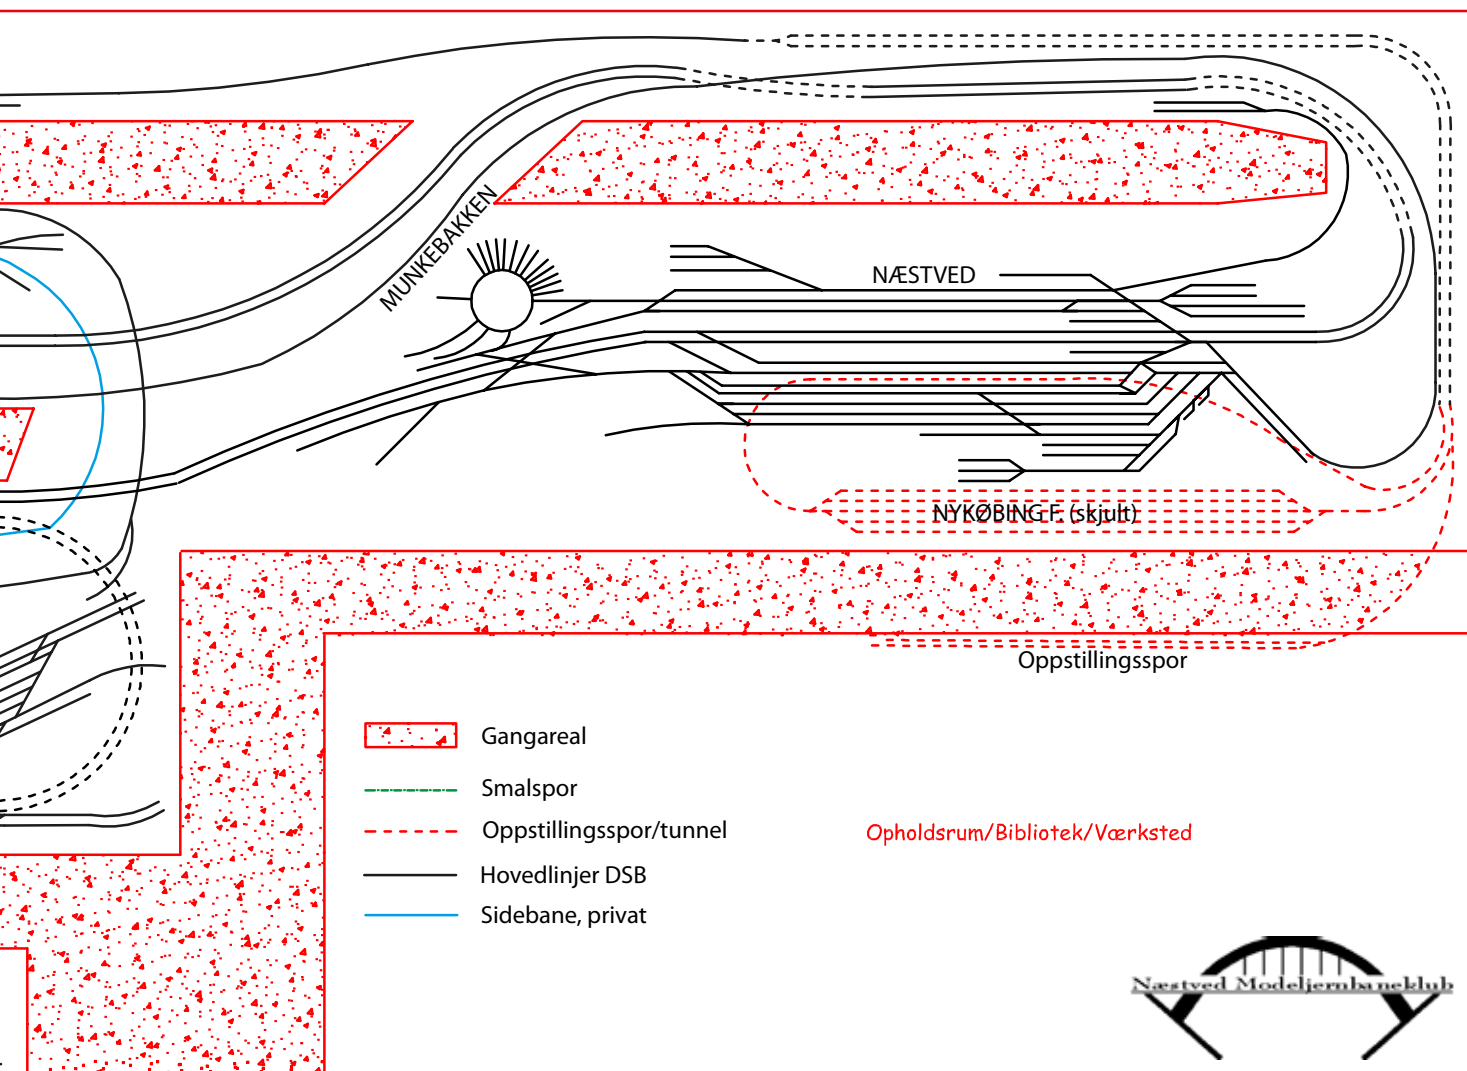 MUNKEBAKKEN
NÆSTVED
NYKØBING F. (skjult)
Oppstillingsspor
Gangareal
Smalspor
Oppstillingsspor/tunnel
Opholdsrum/Bibliotek/Værksted
Hovedlinjer DSB
Sidebane, privat
Næstved Modeljernbaneklub